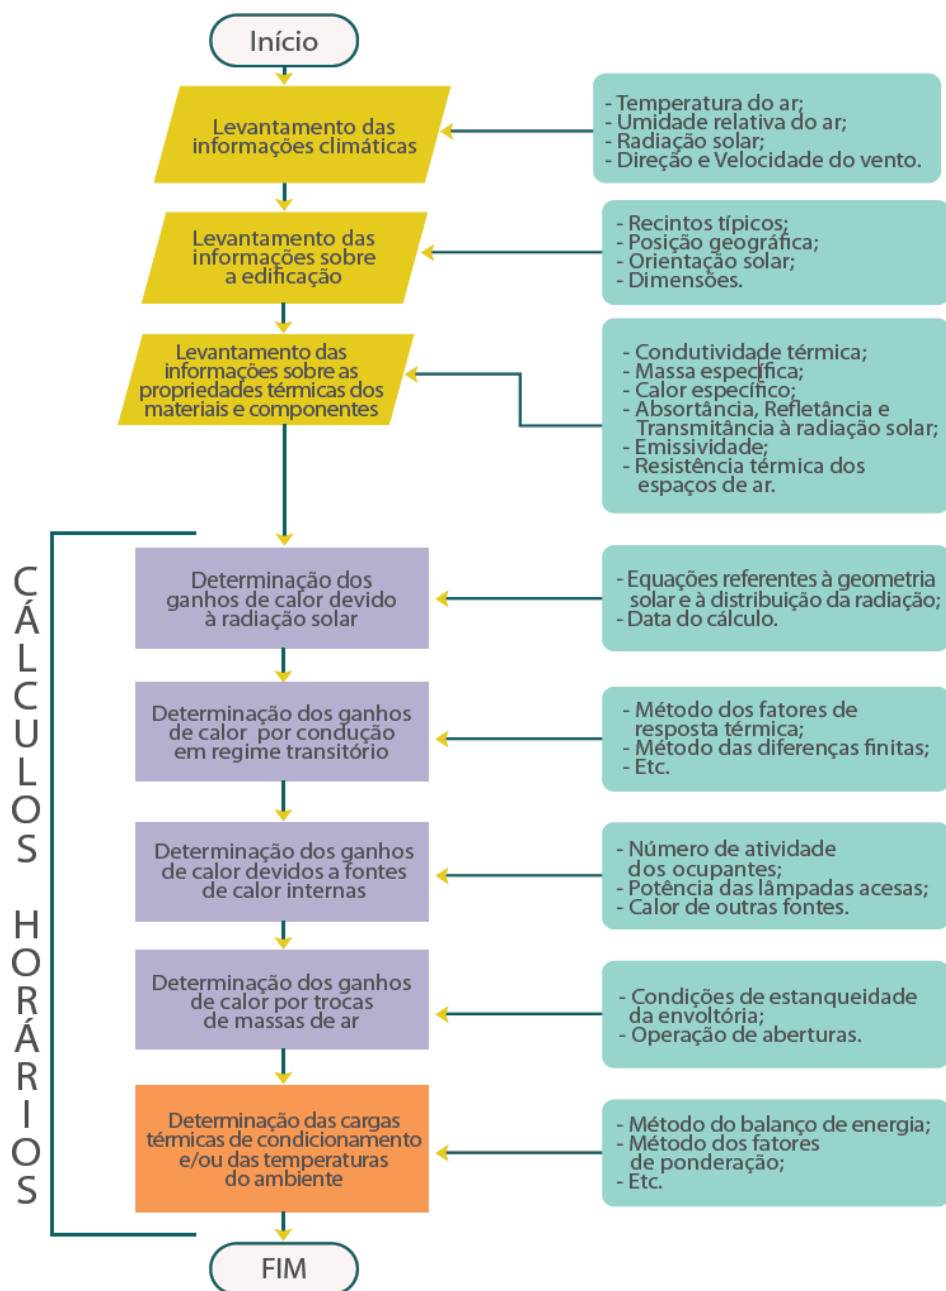 Início
Levantamento das
informações climáticas
- Temperatura do ar;
- Umidade relativa do ar;
- Radiação solar;
- Direção e Velocidade do vento.
Levantamento das
informações sobre
a edificação
- Recintos típicos;
- Posição geográfica;
- Orientação solar;
- Dimensões.
Levantamento das
informações sobre as
propriedades térmicas dos
materiais e componentes
- Condutividade térmica;
- Massa específica;
- Calor específico;
- Absortância, Refletância e
Transmitância à radiação solar;
- Emissividade;
- Resistência térmica dos
espaços de ar.
CÁLCULOS HORÁRIOS
Determinação dos
ganhos de calor devido
à radiação solar
- Equações referentes à geometria
solar e à distribuição da radiação;
- Data do cálculo.
Determinação dos ganhos
de calor por condução
em regime transitório
- Método dos fatores de
resposta térmica;
- Método das diferenças finitas;
- Etc.
Determinação dos ganhos
de calor devidos a fontes
de calor internas
- Número de atividade
dos ocupantes;
- Potência das lâmpadas acesas;
- Calor de outras fontes.
Determinação dos ganhos
de calor por trocas
de massas de ar
- Condições de estanqueidade
da envoltória;
- Operação de aberturas.
Determinação das cargas
térmicas de condicionamento
e/ou das temperaturas
do ambiente
- Método do balanço de energia;
- Método dos fatores
de ponderação;
- Etc.
FIM